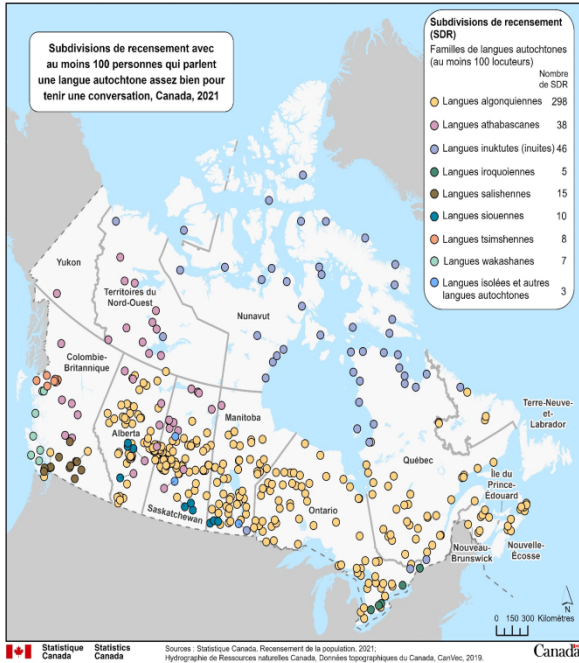 Subdivisions de recensement avec
au moins 100 personnes qui parlent
une langue autochtone assez bien pour
tenir une conversation, Canada, 2021
Subdivisions de recensement
(SDR)
Familles de langues autochtones
(au moins 100 locuteurs)
Nombre
de SDR
Langues algonquiennes 298
Langues athabascanes 38
Langues inuktutes (inuites) 46
Langues iroquoiennes 5
Langues salishennes 15
Langues siouennes 10
Langues tsimshennes 8
Langues wakashanes 7
Langues isolées et autres
langues autochtones 3
Yukon
Territoires du
Nord-Ouest
Nunavut
Colombie-
Britannique
Alberta
Saskatchewan
Manitoba
Ontario
Québec
Terre-Neuve-
et-
Labrador
Île du
Prince-
Édouard
Nouveau-
Brunswick
Nouvelle-
Écosse
0 150 300 Kilomètres
Statistique
Canada
Statistics
Canada
Sources : Statistique Canada. Recensement de la population. 2021;
Hydrographie de Ressources naturelles Canada, Données topographiques du Canada, CanVec, 2019.
Canada